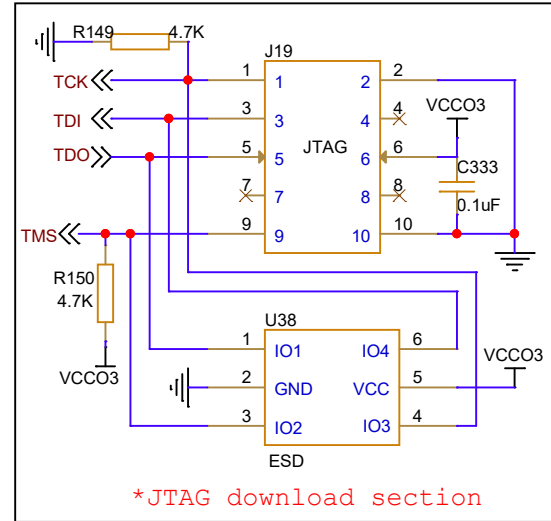 R149 4.7K
J19
TCK 1 1 2 2
VCCO3
TDI 3 3 4 4
TDO 5 5 JTAG 6 6
C333
7 7 8 8
0.1uF
TMS 9 9 10 10
R150
4.7K
U38
1 IO1 IO4 6
VCCO3
VCCO3
2 GND VCC 5
3 IO2 IO3 4
ESD
*JTAG download section